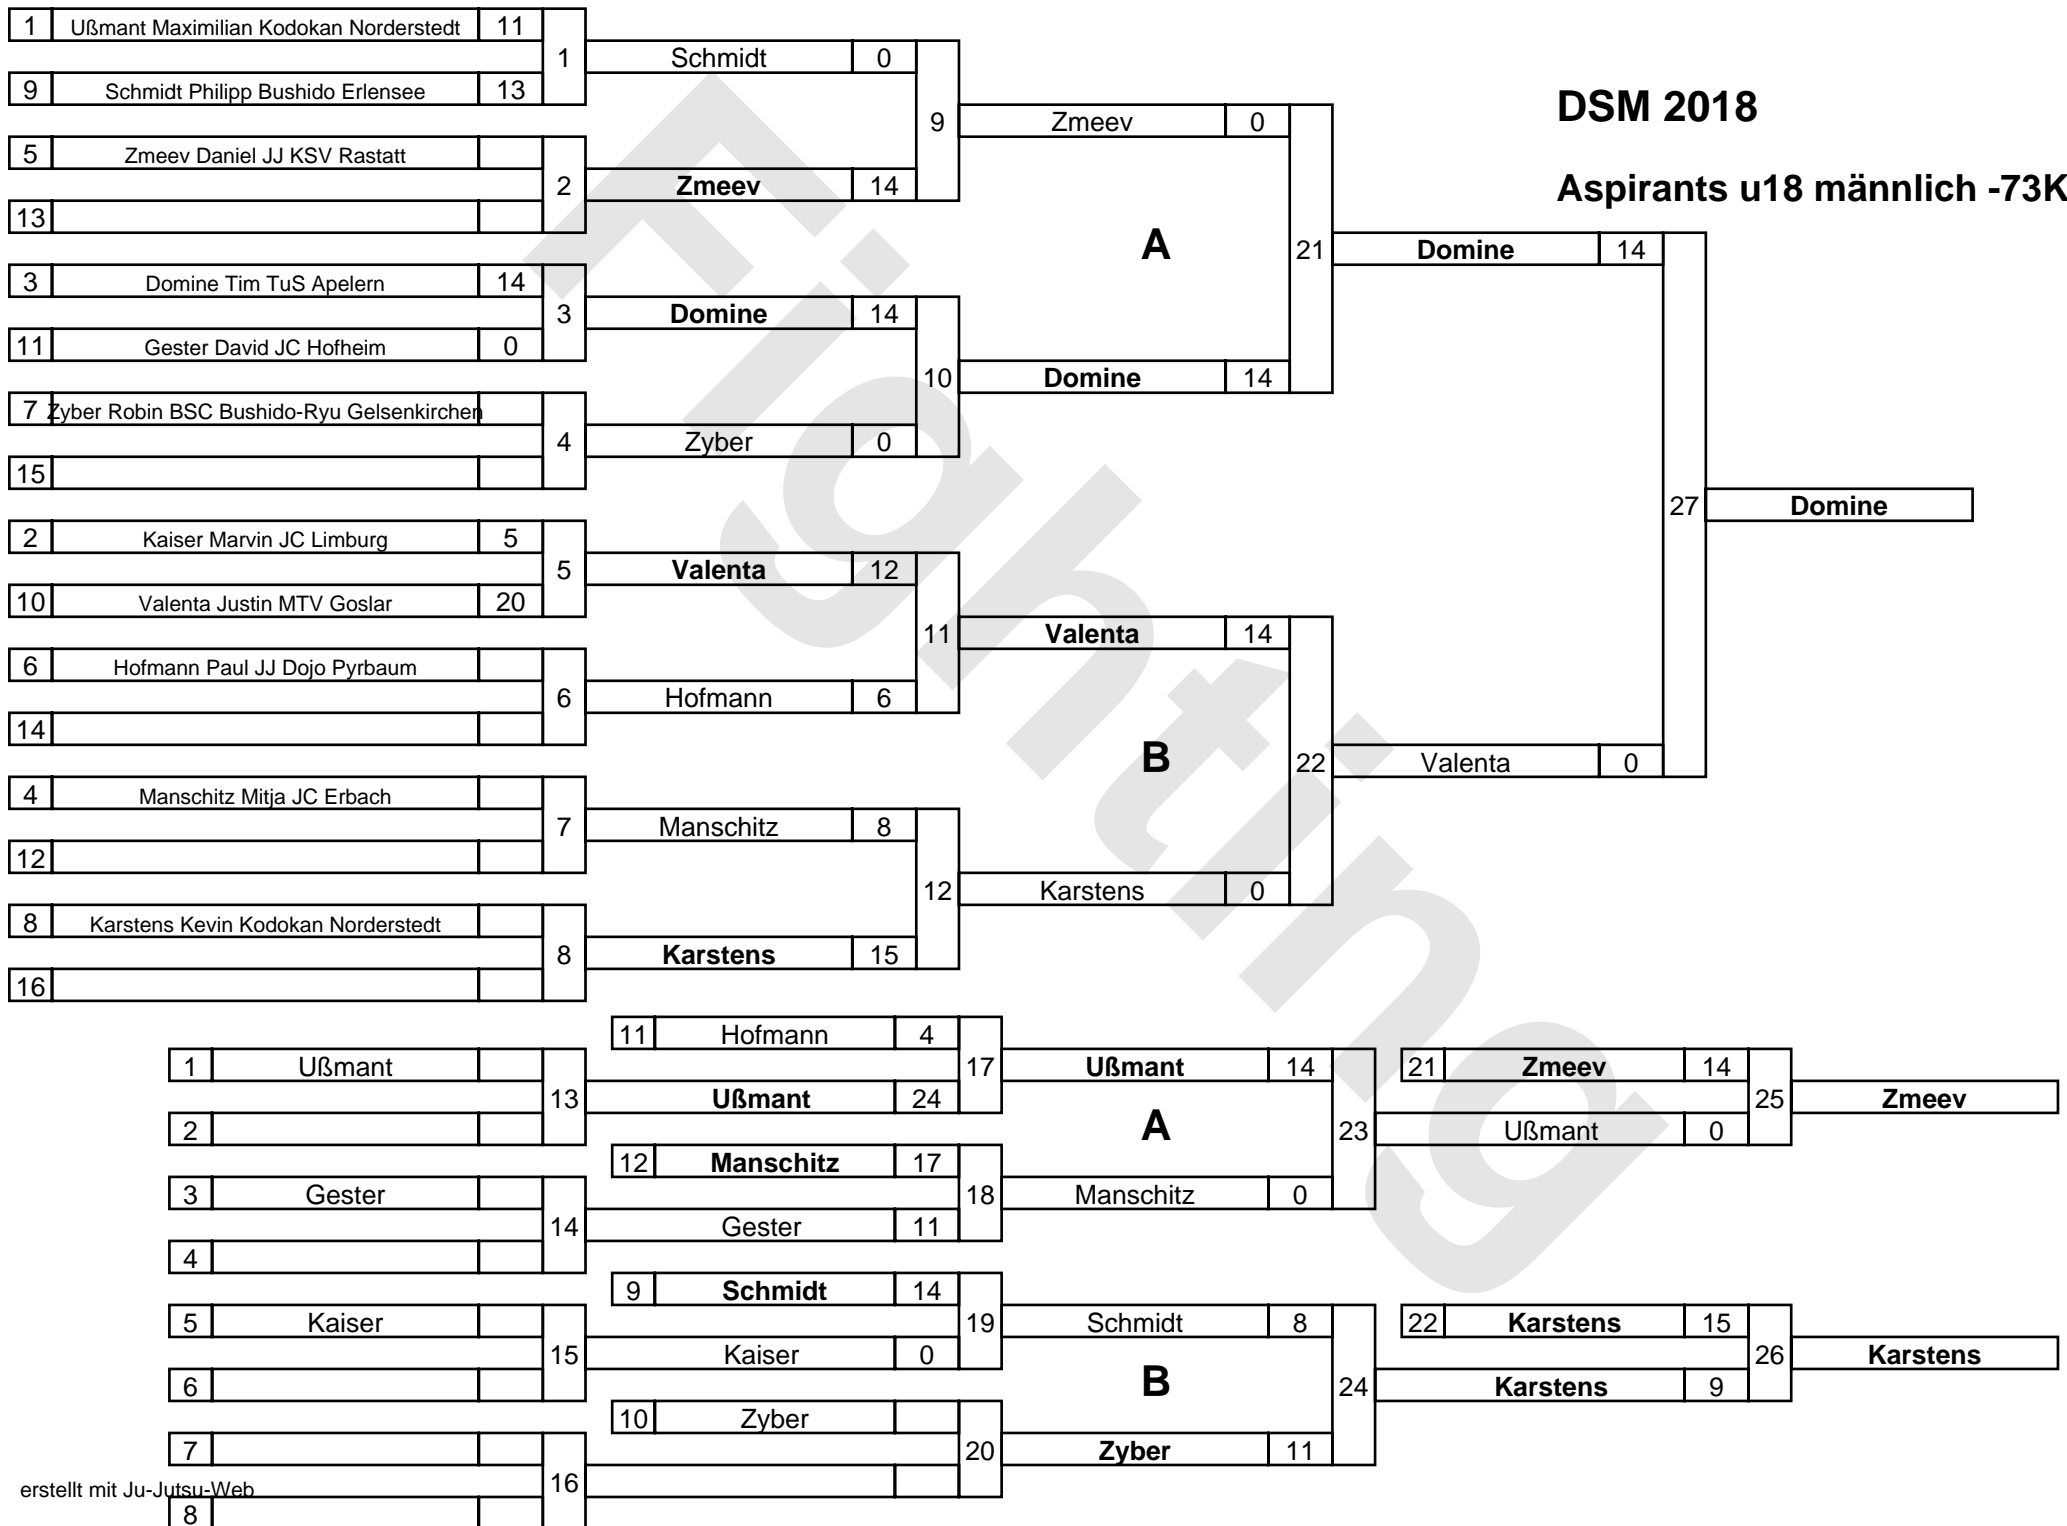 DSM 2018
Aspirants u18 männlich -73K
1 Ußmant Maximilian Kodokan Norderstedt 11
1
Schmidt 0
9 Schmidt Philipp Bushido Erlensee 13
9
Zmeev 0
5 Zmeev Daniel JJ KSV Rastatt
2
Zmeev 14
13
A
21
Domine 14
3 Domine Tim TuS Apelern 14
3
Domine 14
11 Gester David JC Hofheim 0
10
Domine 14
7 Zyber Robin BSC Bushido-Ryu Gelsenkirchen
4
Zyber 0
15
27
Domine
2 Kaiser Marvin JC Limburg 5
5
Valenta 12
10 Valenta Justin MTV Goslar 20
11
Valenta 14
6 Hofmann Paul JJ Dojo Pyrbaum
6
Hofmann 6
14
B
22
Valenta 0
4 Manschitz Mitja JC Erbach
7
Manschitz 8
12
12
Karstens 0
8 Karstens Kevin Kodokan Norderstedt
8
Karstens 15
16
11 Hofmann 4
1 Ußmant
17
Ußmant 14
21 Zmeev 14
13
Ußmant 24
25
Zmeev
2
A
23
Ußmant 0
12 Manschitz 17
3 Gester
18
Manschitz 0
14
Gester 11
4
9 Schmidt 14
5 Kaiser
19
Schmidt 8
22 Karstens 15
15
Kaiser 0
26
Karstens
6
B
24
Karstens 9
10 Zyber
7
20
Zyber 11
16
erstellt mit Ju-Jutsu-Web
8
Fighting